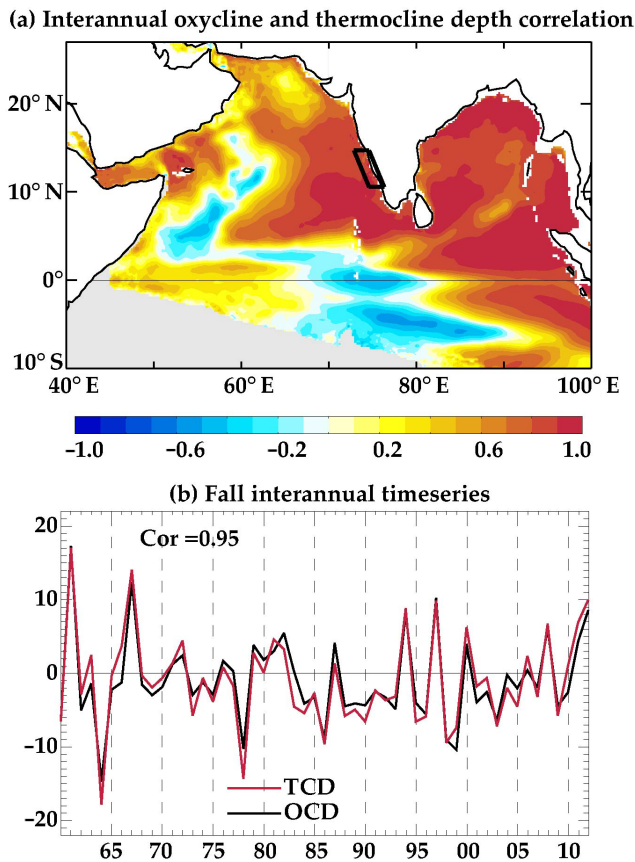 (a) Interannual oxycline and thermocline depth correlation
20° N
10° N
0°
10° S
40° E 60° E 80° E 100° E
−1.0 −0.6 −0.2 0.2 0.6 1.0
(b) Fall interannual timeseries
20
Cor =0.95
10
0
−10
TCD
OCD
−20
65 70 75 80 85 90 95 00 05 10